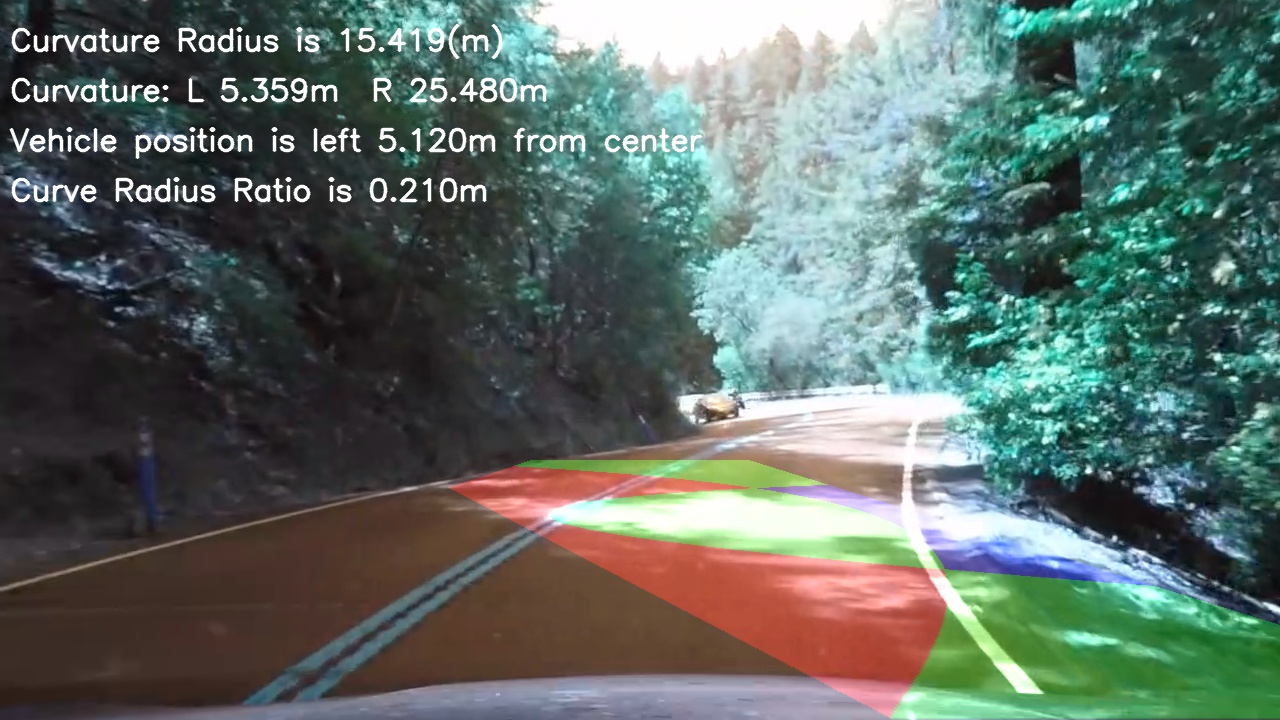 Curvature Radius is 15.419(m)
Curvature: L 5.359m R 25.480m
Vehicle position is left 5.120m from center
Curve Radius Ratio is 0.210m